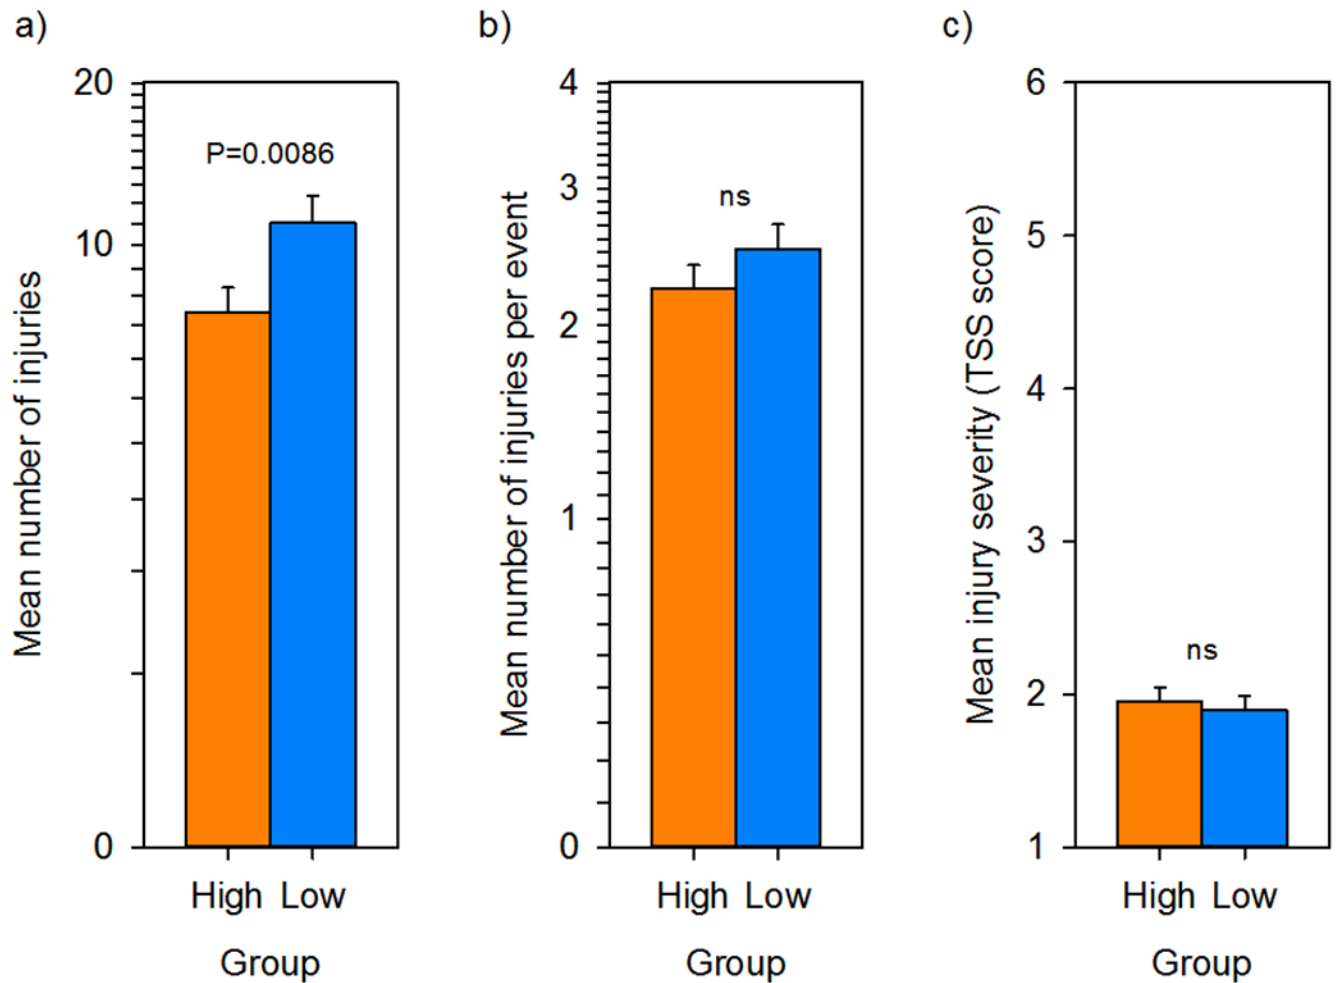 a)
Mean number of injuries
20
10
0
P=0.0086
High Low
Group
b)
Mean number of injuries per event
4
3
2
1
0
ns
High Low
Group
c)
Mean injury severity (TSS score)
6
5
4
3
2
1
ns
High Low
Group